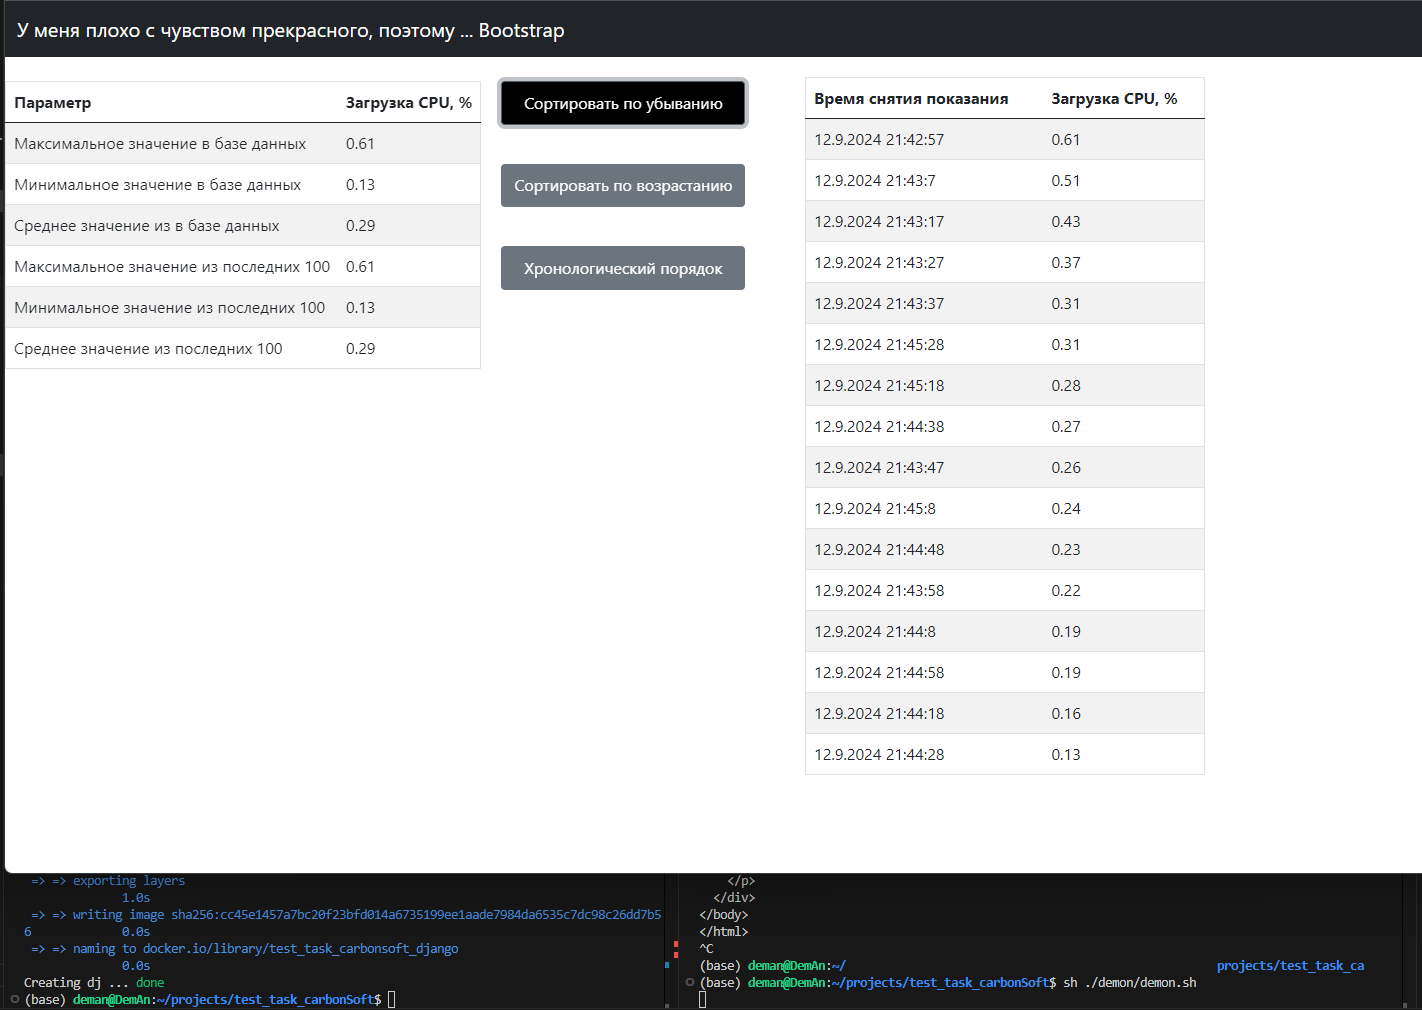 У меня плохо с чувством прекрасного, поэтому ... Bootstrap
Параметр Загрузка CPU, %
Максимальное значение в базе данных 0.61
Минимальное значение в базе данных 0.13
Среднее значение из в базе данных 0.29
Максимальное значение из последних 100 0.61
Минимальное значение из последних 100 0.13
Среднее значение из последних 100 0.29
Сортировать по убыванию
Сортировать по возрастанию
Хронологический порядок
Время снятия показания Загрузка CPU, %
12.9.2024 21:42:57 0.61
12.9.2024 21:43:7 0.51
12.9.2024 21:43:17 0.43
12.9.2024 21:43:27 0.37
12.9.2024 21:43:37 0.31
12.9.2024 21:45:28 0.31
12.9.2024 21:45:18 0.28
12.9.2024 21:44:38 0.27
12.9.2024 21:43:47 0.26
12.9.2024 21:45:8 0.24
12.9.2024 21:44:48 0.23
12.9.2024 21:43:58 0.22
12.9.2024 21:44:8 0.19
12.9.2024 21:44:58 0.19
12.9.2024 21:44:18 0.16
12.9.2024 21:44:28 0.13
=> => exporting layers
1.0s
=> => writing image sha256:cc45e1457a7bc20f23bfd014a6735199ee1aade7984da6535c7dc98c26dd7b5
6 0.0s
=> => naming to docker.io/library/test_task_carbonsoft_django
0.0s
Creating dj ... done
(base) deman@DemAn:~/projects/test_task_carbonSoft$
</p>
</div>
</body>
</html>
^C
(base) deman@DemAn:~/ projects/test_task_ca
(base) deman@DemAn:~/projects/test_task_carbonSoft$ sh ./demon/demon.sh